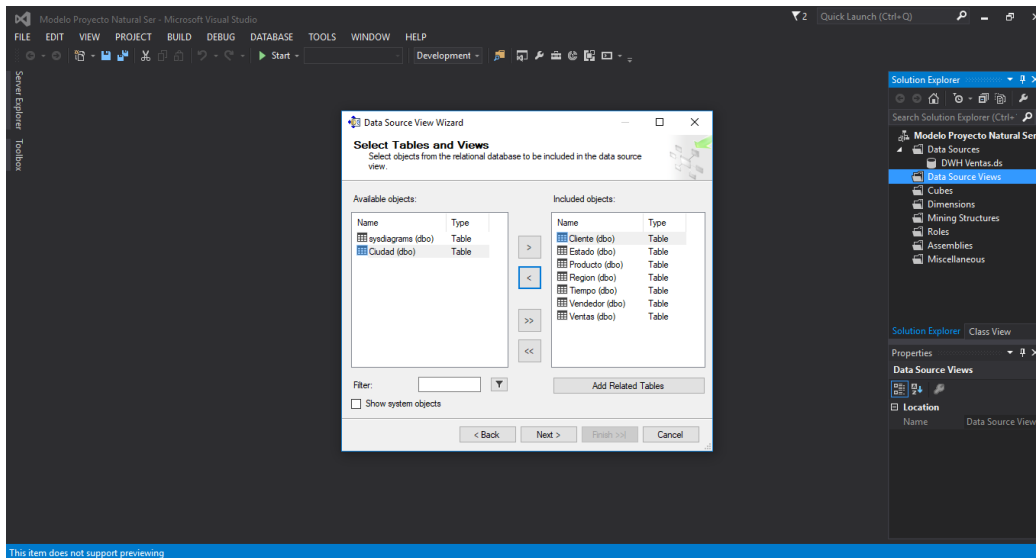 Modelo Proyecto Natural Ser - Microsoft Visual Studio
2 Quick Launch (Ctrl+Q)
FILE EDIT VIEW PROJECT BUILD DEBUG DATABASE TOOLS WINDOW HELP
Start Development
Server Explorer
Toolbox
Data Source View Wizard
Select Tables and Views
Select objects from the relational database to be included in the data source
view.
Available objects:
Name Type
sysdiagrams (dbo) Table
Ciudad (dbo) Table
>
<
>>
<<
Included objects:
Name Type
Cliente (dbo) Table
Estado (dbo) Table
Producto (dbo) Table
Region (dbo) Table
Tiempo (dbo) Table
Vendedor (dbo) Table
Ventas (dbo) Table
Filter:
Add Related Tables
Show system objects
< Back Next > Finish >>| Cancel
Solution Explorer
Search Solution Explorer (Ctrl+
Modelo Proyecto Natural Ser
Data Sources
DWH Ventas.ds
Data Source Views
Cubes
Dimensions
Mining Structures
Roles
Assemblies
Miscellaneous
Solution Explorer Class View
Properties
Data Source Views
Location
Name Data Source View
This item does not support previewing